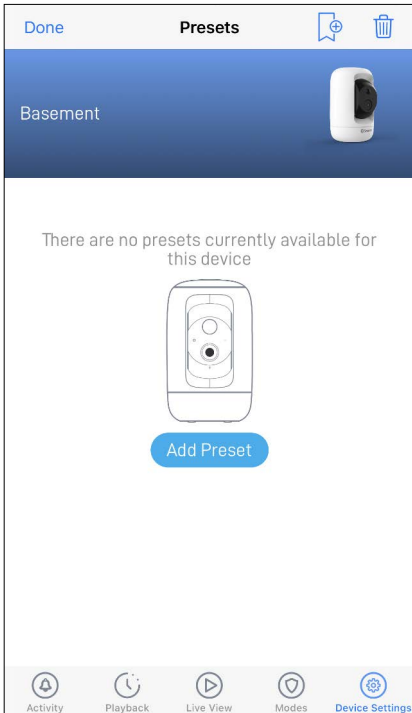 Done Presets
Basement
There are no presets currently available for
this device
Add Preset
Activity Playback Live View Modes Device Settings